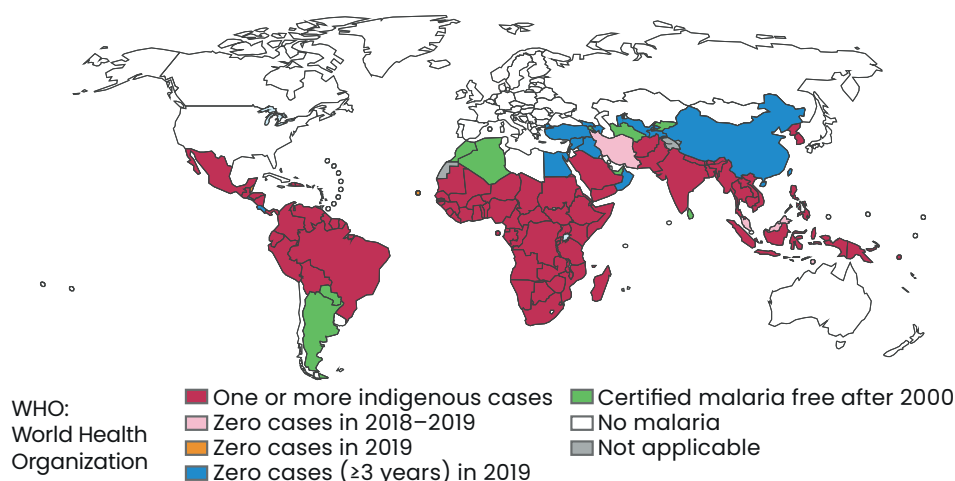 WHO:
World Health
Organization
One or more indigenous cases
Zero cases in 2018–2019
Zero cases in 2019
Zero cases (≥3 years) in 2019
Certified malaria free after 2000
No malaria
Not applicable